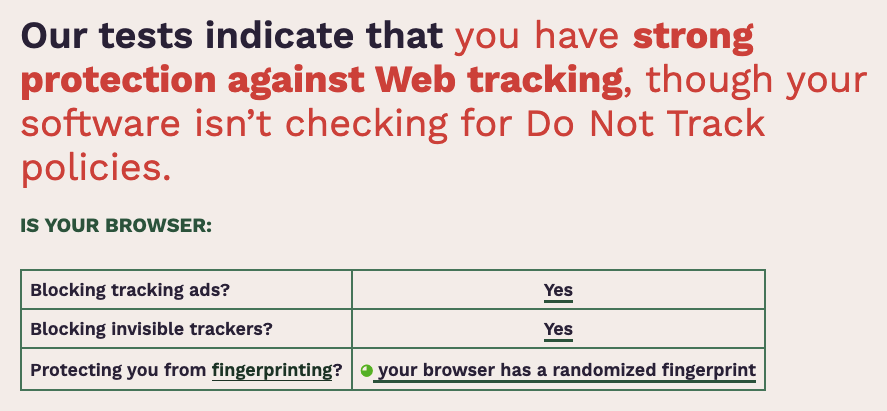 Our tests indicate that you have strong
protection against Web tracking, though your
software isn’t checking for Do Not Track
policies.
IS YOUR BROWSER:
Blocking tracking ads? Yes
Blocking invisible trackers? Yes
Protecting you from fingerprinting? your browser has a randomized fingerprint